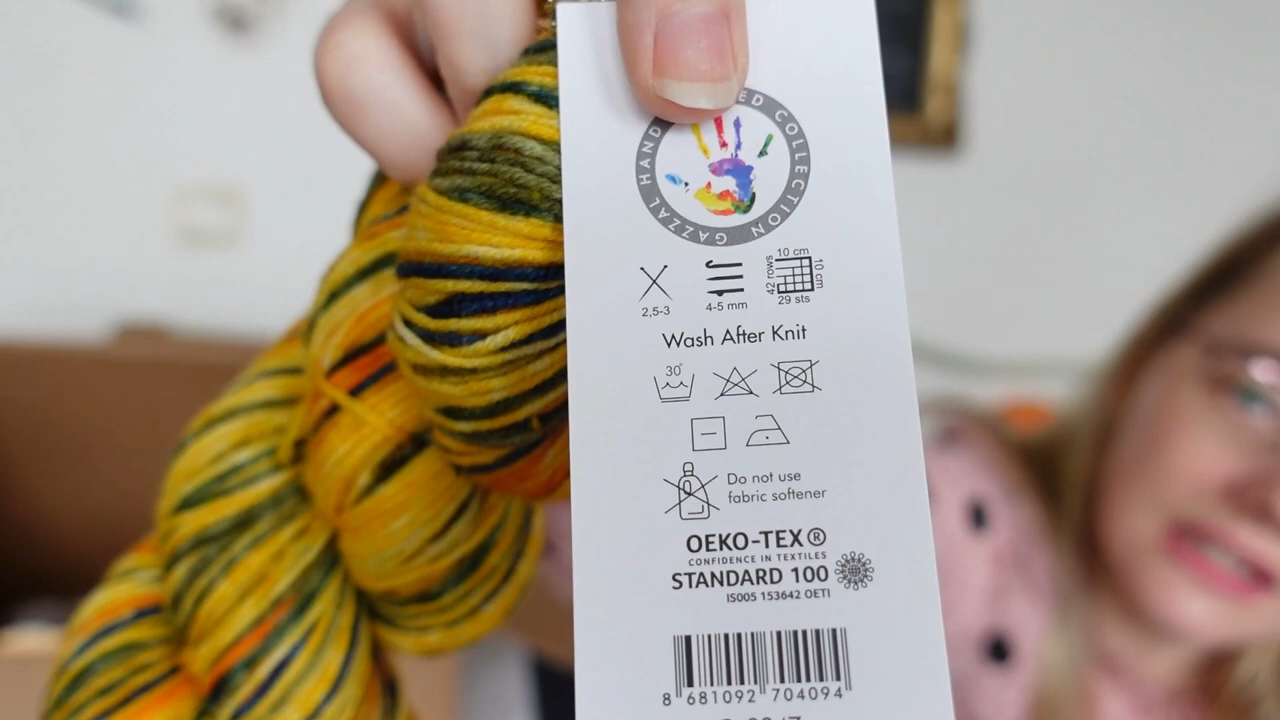 HAND
ED COLLECTION GAZZAL
2,5-3
4-5 mm
10 cm
42 rows
10 cm
29 sts
Wash After Knit
30°
Do not use
fabric softener
OEKO-TEX®
CONFIDENCE IN TEXTILES
STANDARD 100
IS005 153642 OETI
8 681092 704094